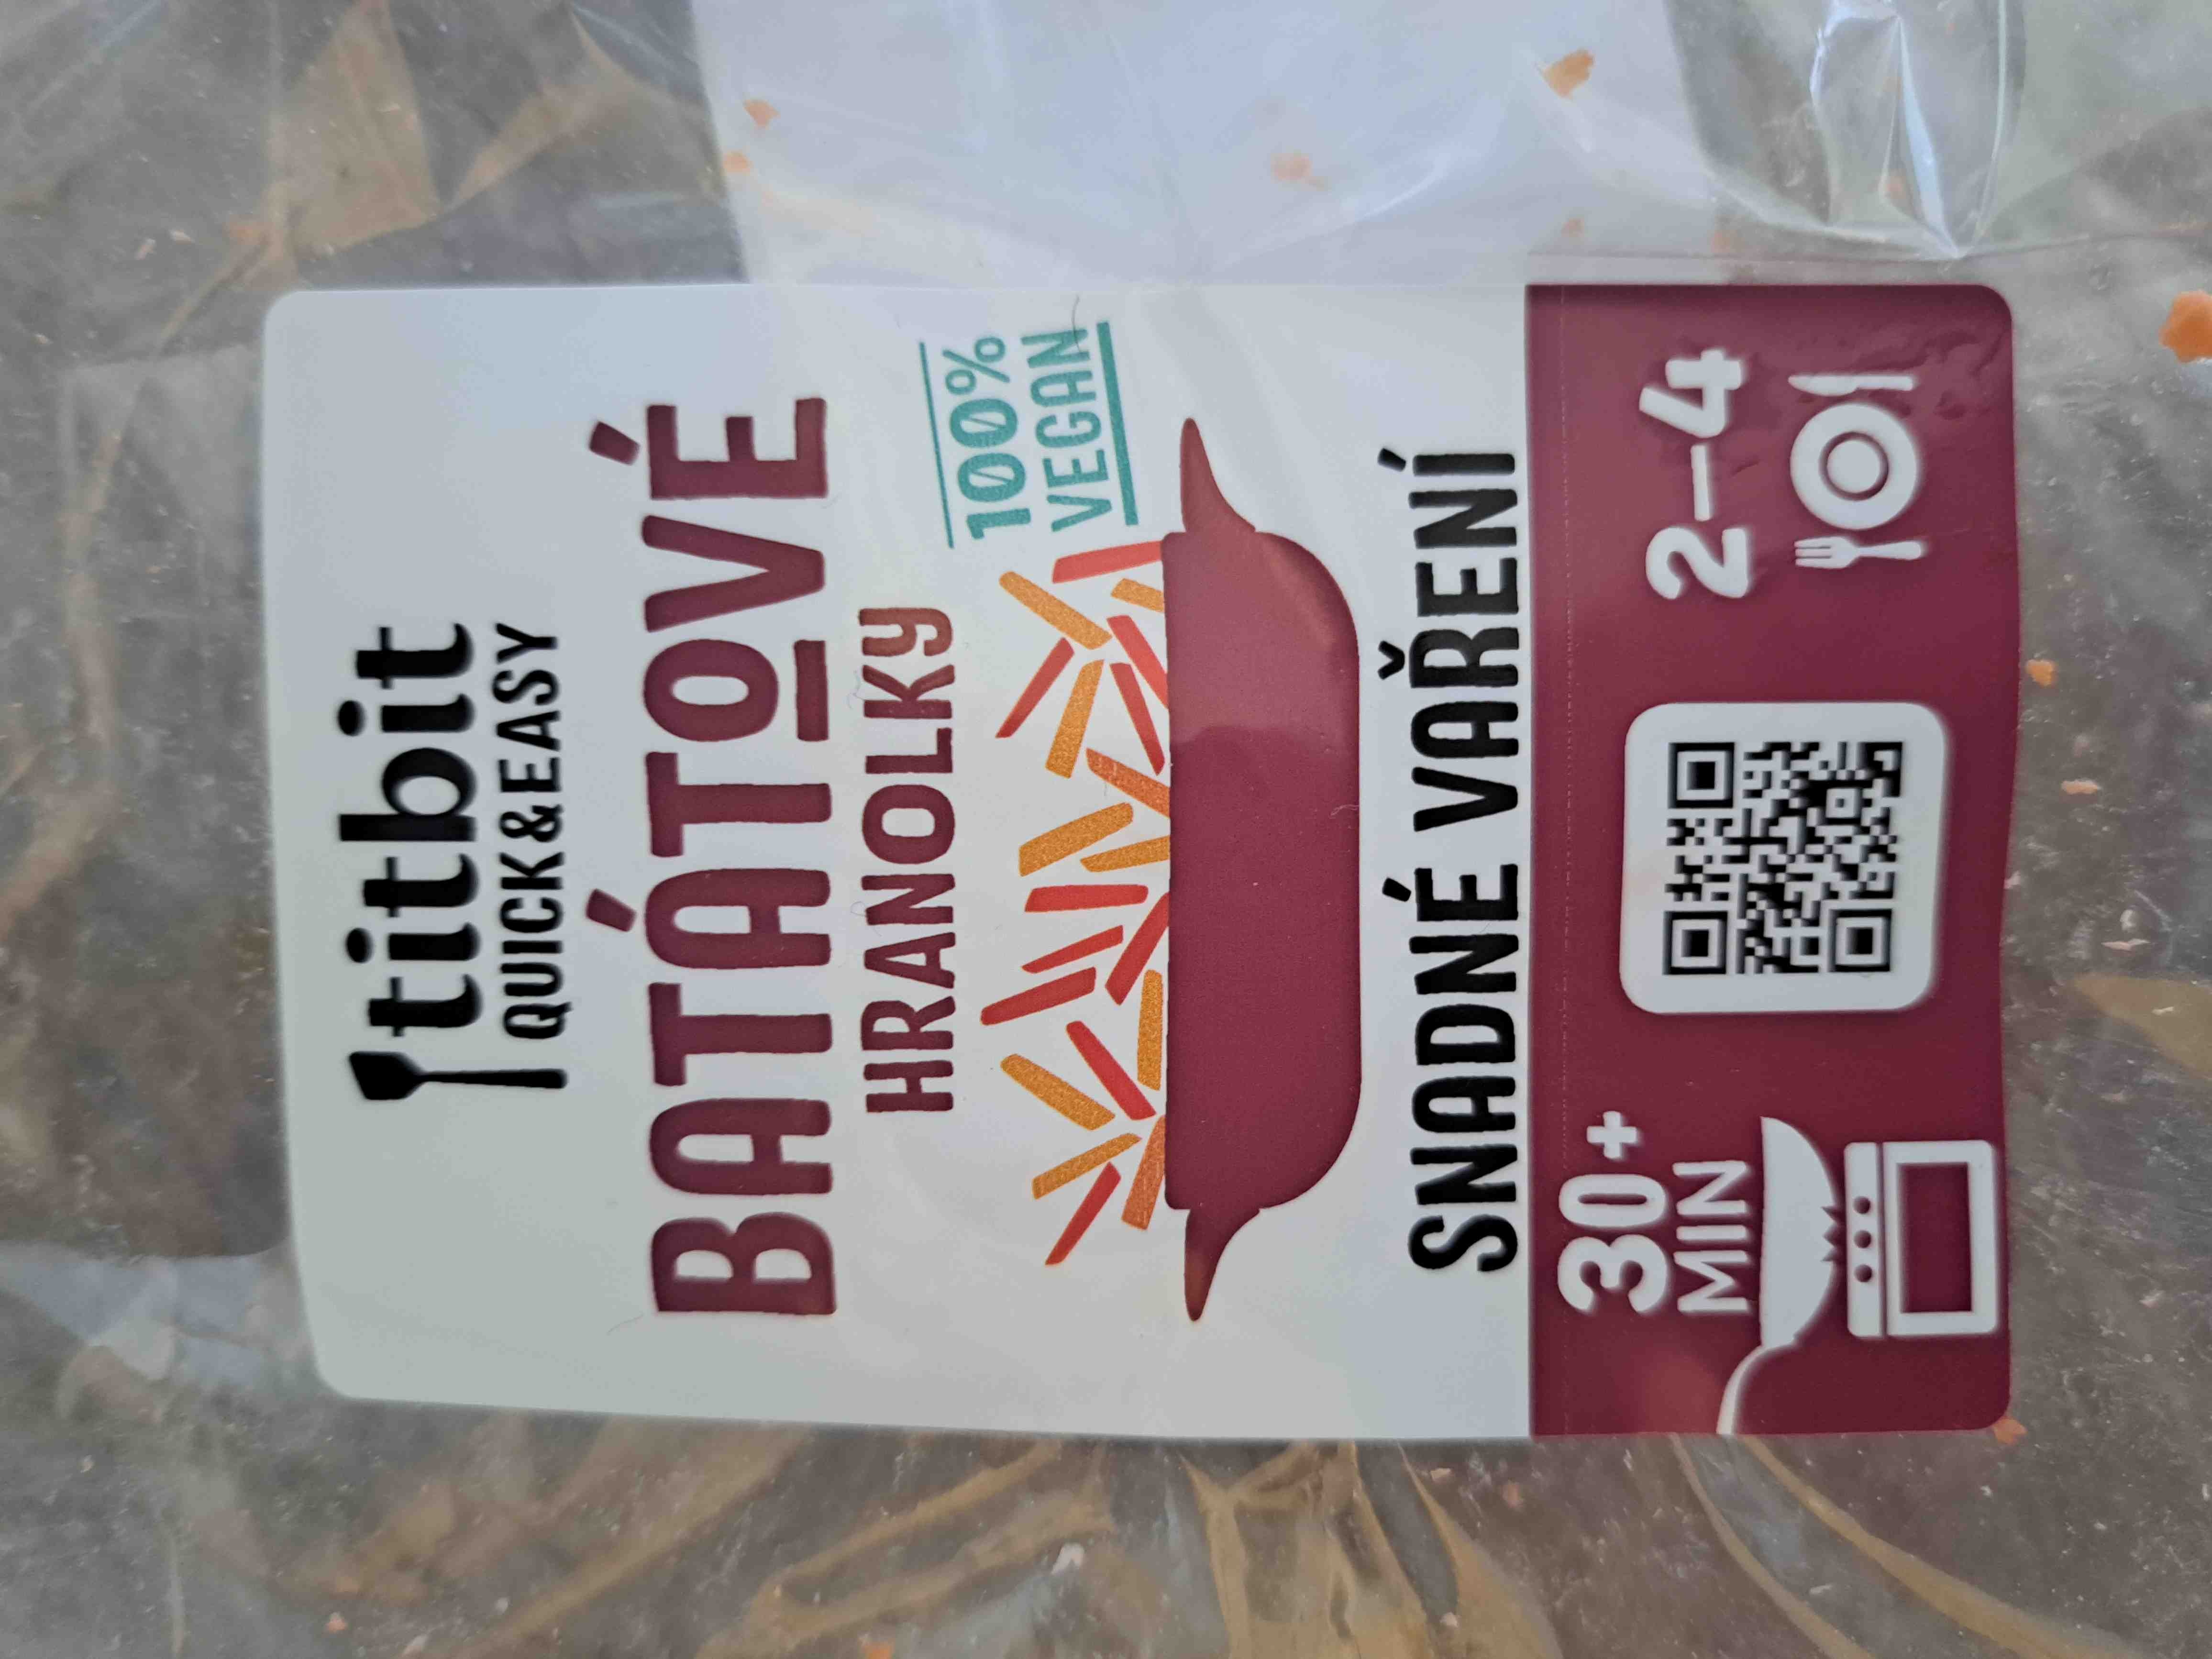 titbit
QUICK&EASY
BATÁTOVÉ
HRANOLKY
100%
VEGAN
SNADNÉ VAŘENÍ
30+
MIN
2–4